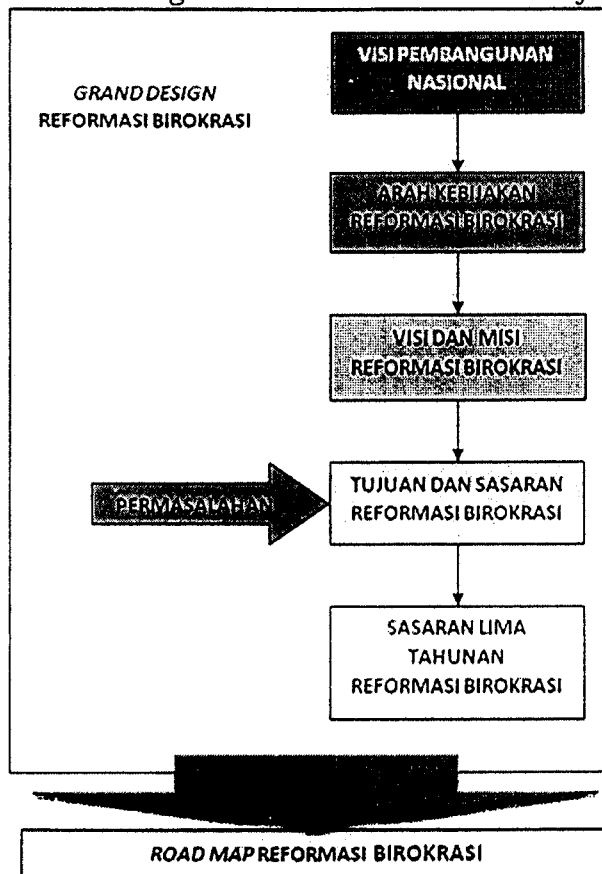 GRAND DESIGN
REFORMASI BIROKRASI
VISI PEMBANGUNAN
NASIONAL
ARAH KEBIJAKAN
REFORMASI BIROKRASI
VISI DAN MISI
REFORMASI BIROKRASI
PERMASALAHAN
TUJUAN DAN SASARAN
REFORMASI BIROKRASI
SASARAN LIMA
TAHUNAN
REFORMASI BIROKRASI
ROAD MAP REFORMASI BIROKRASI